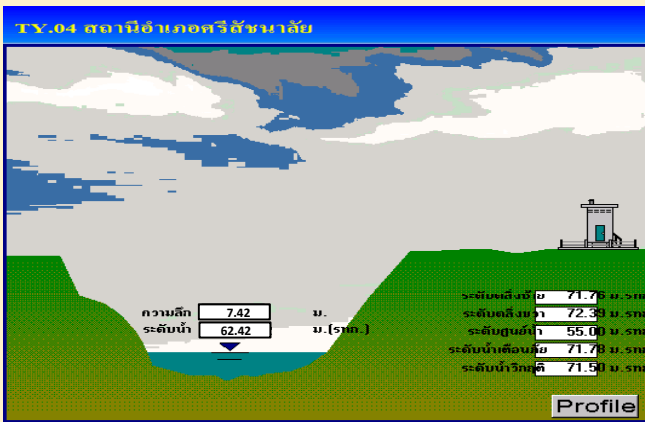 TY.04 สถานีอำเภอศรีสัชนาลัย
ความลึก 7.42 ม.
ระดับน้ำ 62.42 ม.(รทก.)
ระดับตลิ่งซ้าย 71.76 ม.รทก
ระดับตลิ่งขวา 72.39 ม.รทก
ระดับศูนย์น้ำ 55.00 ม.รทก
ระดับน้ำเตือนภัย 71.78 ม.รทก
ระดับน้ำวิกฤติ 71.50 ม.รทก
Profile